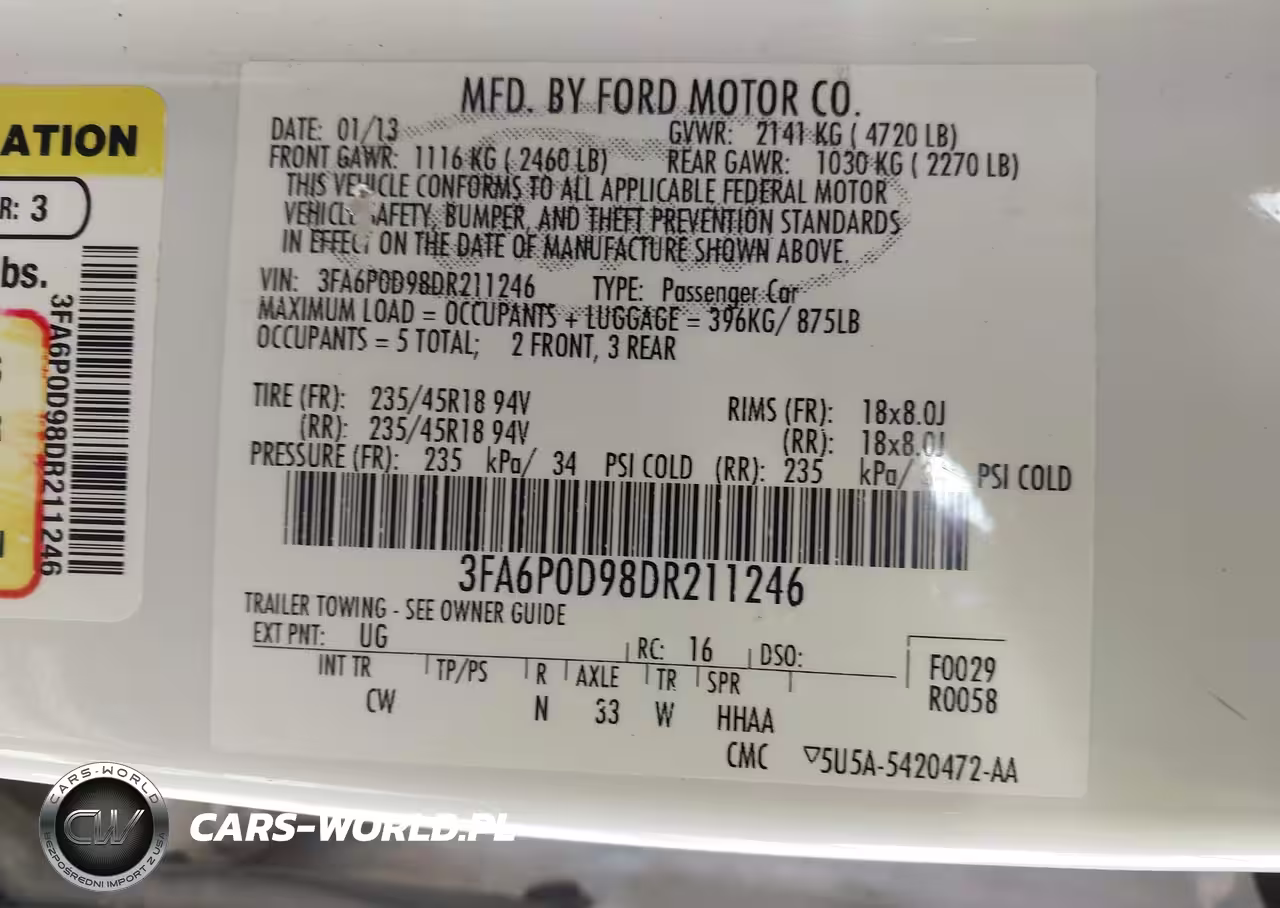 ATION
R: 3
bs.
3FA6P0D98DR211246
MFD. BY FORD MOTOR CO.
DATE: 01/13 GVWR: 2141 KG ( 4720 LB)
FRONT GAWR: 1116 KG ( 2460 LB) REAR GAWR: 1030 KG ( 2270 LB)
THIS VEHICLE CONFORMS TO ALL APPLICABLE FEDERAL MOTOR
VEHICL AFETY, BUMPER, AND THEFT PREVENTION STANDARDS
IN EFFECT ON THE DATE OF MANUFACTURE SHOWN ABOVE.
VIN: 3FA6P0D98DR211246 TYPE: Passenger Car
MAXIMUM LOAD = OCCUPANTS + LUGGAGE = 396KG/ 875LB
OCCUPANTS = 5 TOTAL; 2 FRONT, 3 REAR
TIRE (FR): 235/45R18 94V RIMS (FR): 18x8.0J
(RR): 235/45R18 94V (RR): 18x8.0J
PRESSURE (FR): 235 kPa/ 34 PSI COLD (RR): 235 kPa/ PSI COLD
3FA6P0D98DR211246
TRAILER TOWING - SEE OWNER GUIDE
EXT PNT: UG RC: 16 DSO:
INT TR TP/PS R AXLE TR SPR F0029
CW N 33 W HHAA R0058
CMC ▽5U5A-5420472-AA
CARS-WORLD
CW
BEZPOŚREDNI IMPORT Z USA
CARS-WORLD.PL